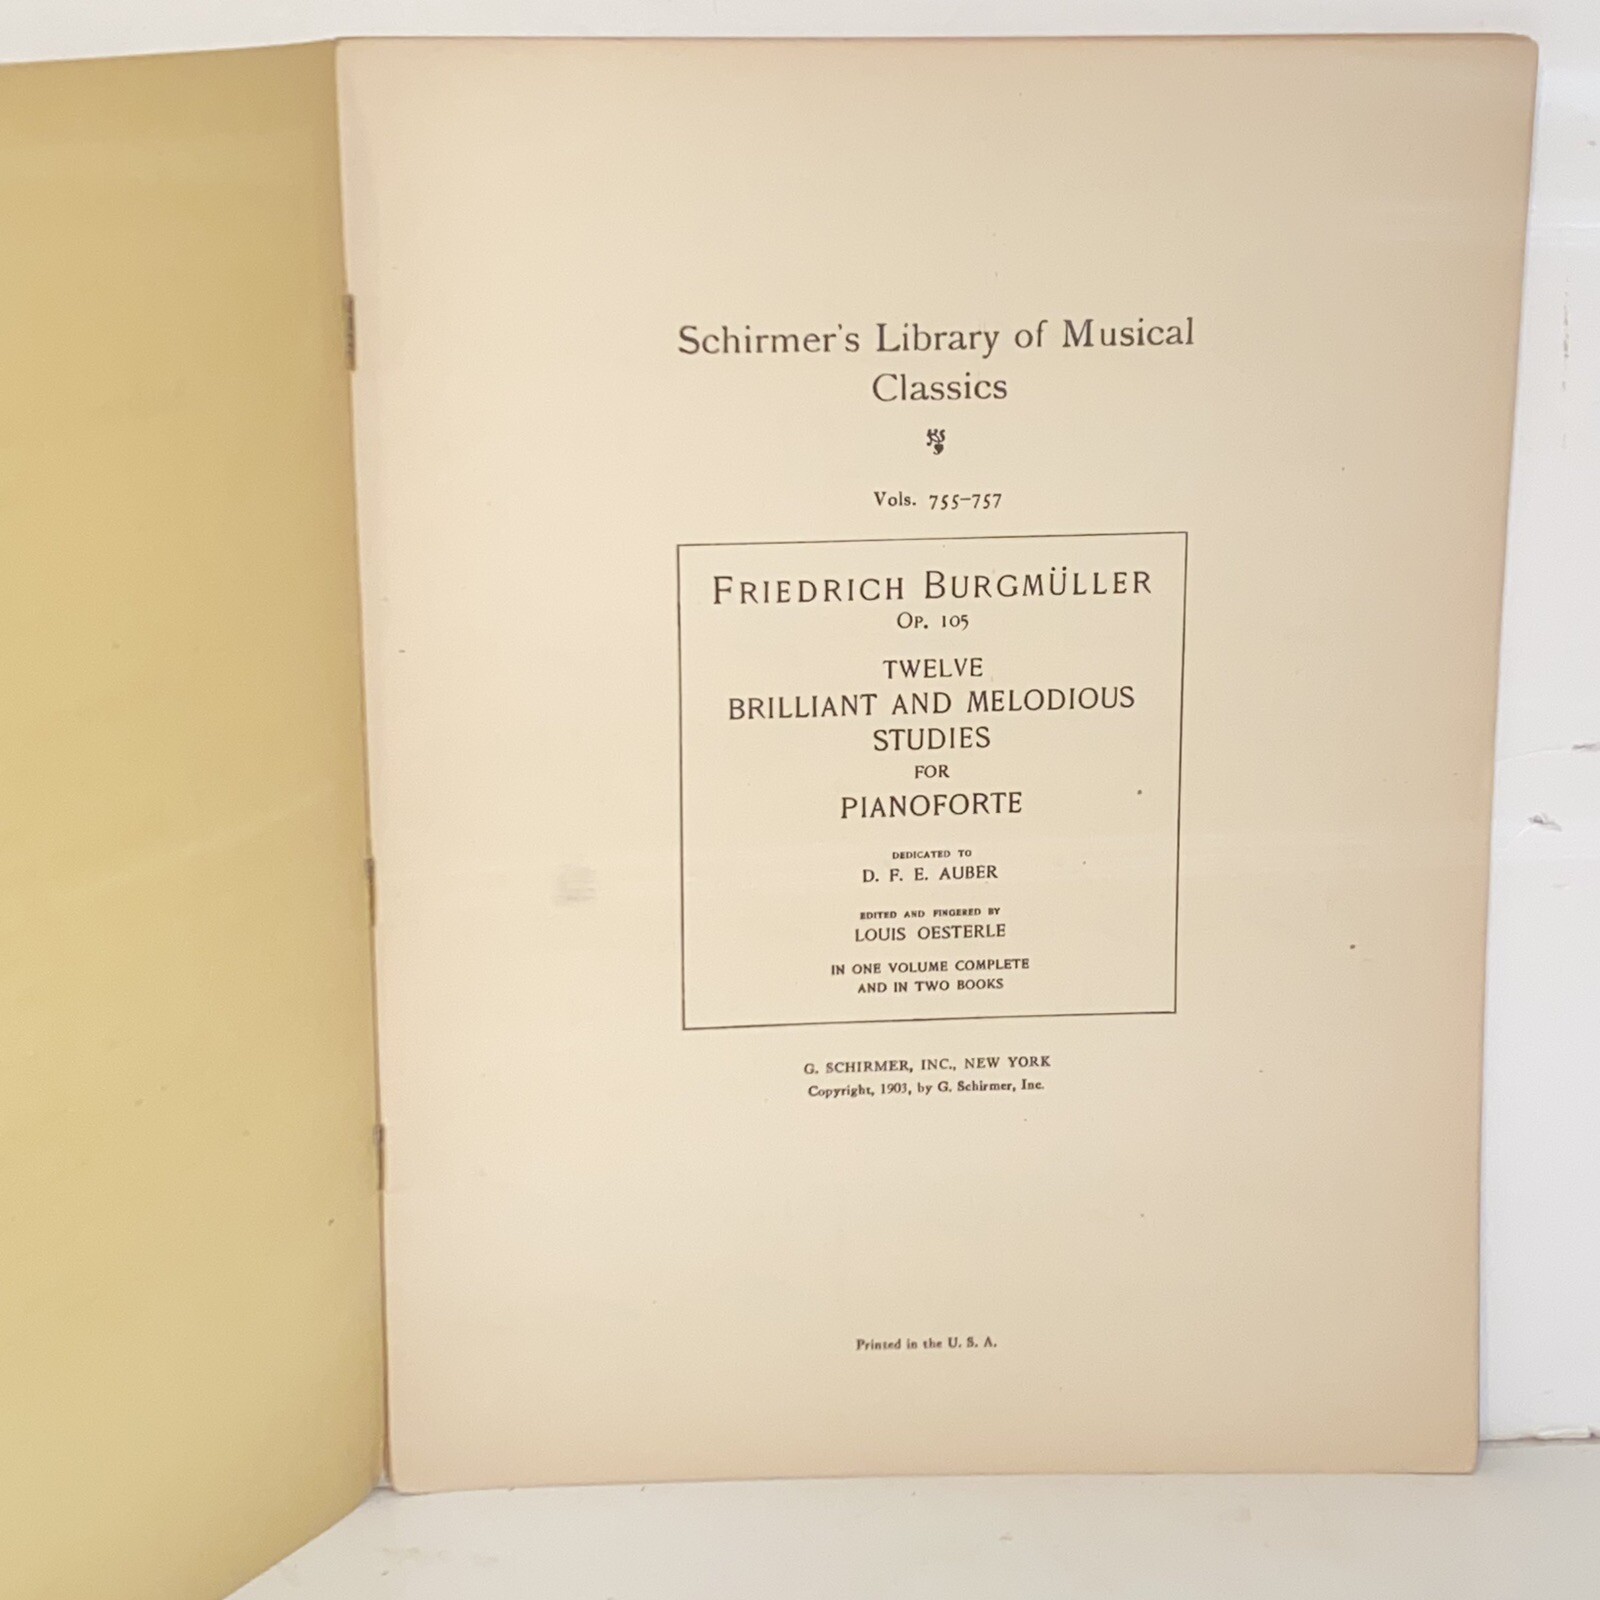 Schirmer's Library of Musical
Classics
Vols. 755–757
FRIEDRICH BURGMÜLLER
OP. 105
TWELVE
BRILLIANT AND MELODIOUS
STUDIES
FOR
PIANOFORTE
DEDICATED TO
D. F. E. AUBER
EDITED AND FINGERED BY
LOUIS OESTERLE
IN ONE VOLUME COMPLETE
AND IN TWO BOOKS
G. SCHIRMER, INC., NEW YORK
Copyright, 1903, by G. Schirmer, Inc.
Printed in the U. S. A.